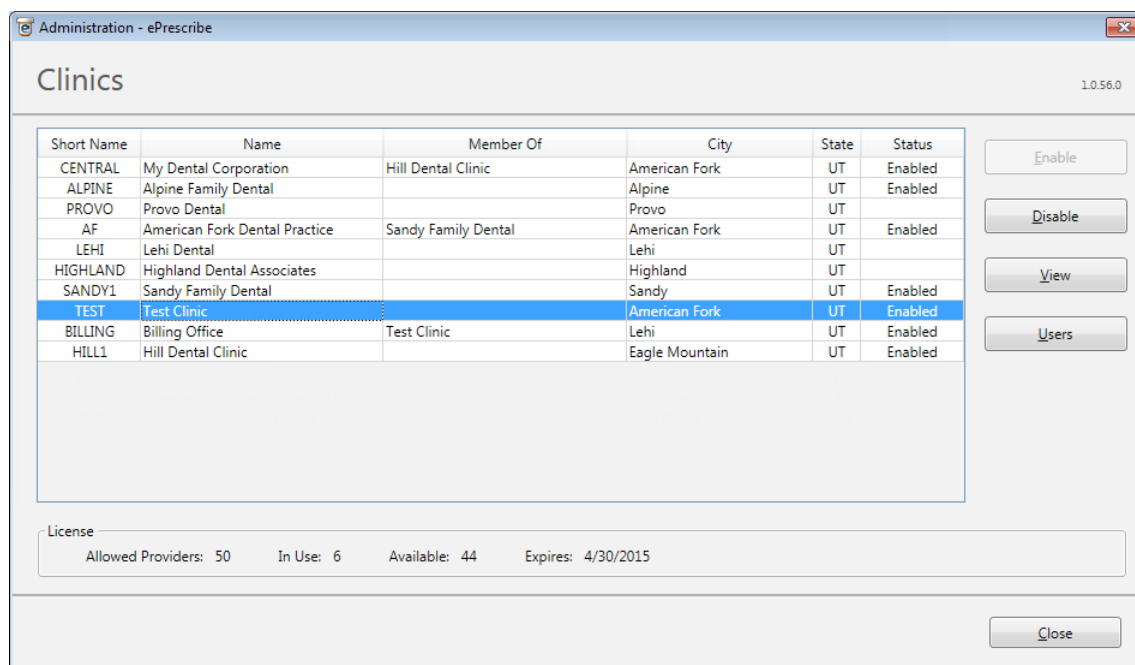 Administration - ePrescribe
Clinics
1.0.56.0
Short Name Name Member Of City State Status
CENTRAL My Dental Corporation Hill Dental Clinic American Fork UT Enabled
ALPINE Alpine Family Dental Alpine UT Enabled
PROVO Provo Dental Provo UT
AF American Fork Dental Practice Sandy Family Dental American Fork UT Enabled
LEHI Lehi Dental Lehi UT
HIGHLAND Highland Dental Associates Highland UT
SANDY1 Sandy Family Dental Sandy UT Enabled
TEST Test Clinic American Fork UT Enabled
BILLING Billing Office Test Clinic Lehi UT Enabled
HILL1 Hill Dental Clinic Eagle Mountain UT Enabled
Enable
Disable
View
Users
License
Allowed Providers: 50 In Use: 6 Available: 44 Expires: 4/30/2015
Close